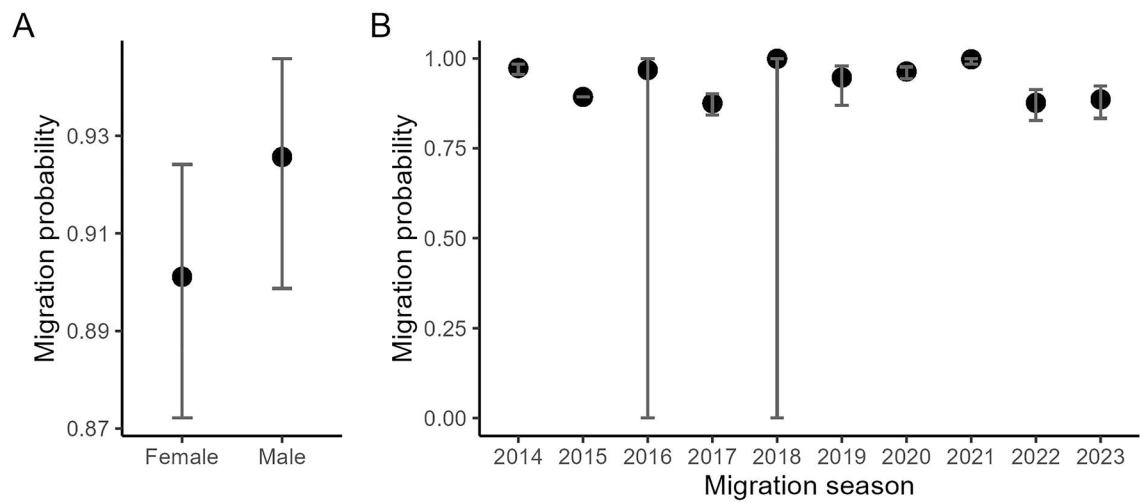 A
Migration probability
0.93
0.91
0.89
0.87
Female Male
B
Migration probability
1.00
0.75
0.50
0.25
0.00
2014 2015 2016 2017 2018 2019 2020 2021 2022 2023
Migration season